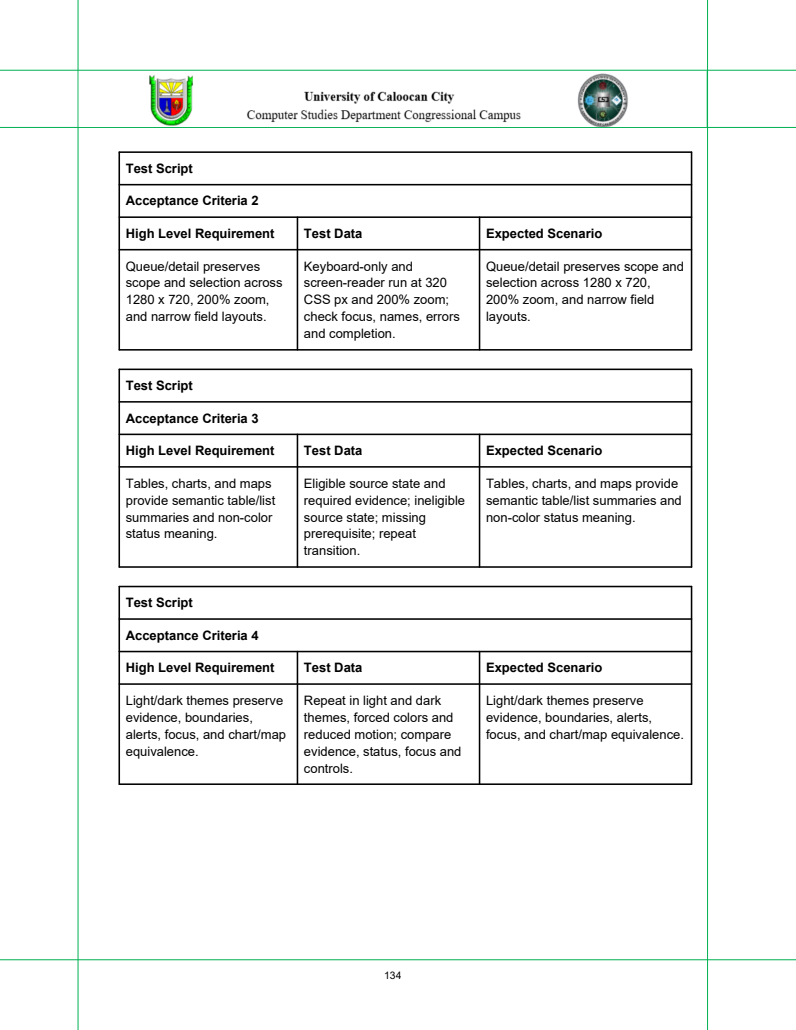 University of Caloocan City
Computer Studies Department Congressional Campus
Test Script
Acceptance Criteria 2
High Level Requirement
Test Data
Expected Scenario
Queue/detail preserves
scope and selection across
1280 x 720, 200% zoom,
and narrow field layouts.
Keyboard-only and
screen-reader run at 320
CSS px and 200% zoom;
check focus, names, errors
and completion.
Queue/detail preserves scope and
selection across 1280 x 720,
200% zoom, and narrow field
layouts.
Test Script
Acceptance Criteria 3
High Level Requirement
Test Data
Expected Scenario
Tables, charts, and maps
provide semantic table/list
summaries and non-color
status meaning.
Eligible source state and
required evidence; ineligible
source state; missing
prerequisite; repeat
transition.
Tables, charts, and maps provide
semantic table/list summaries and
non-color status meaning.
Test Script
Acceptance Criteria 4
High Level Requirement
Test Data
Expected Scenario
Light/dark themes preserve
evidence, boundaries,
alerts, focus, and chart/map
equivalence.
Repeat in light and dark
themes, forced colors and
reduced motion; compare
evidence, status, focus and
controls.
Light/dark themes preserve
evidence, boundaries, alerts,
focus, and chart/map equivalence.
134